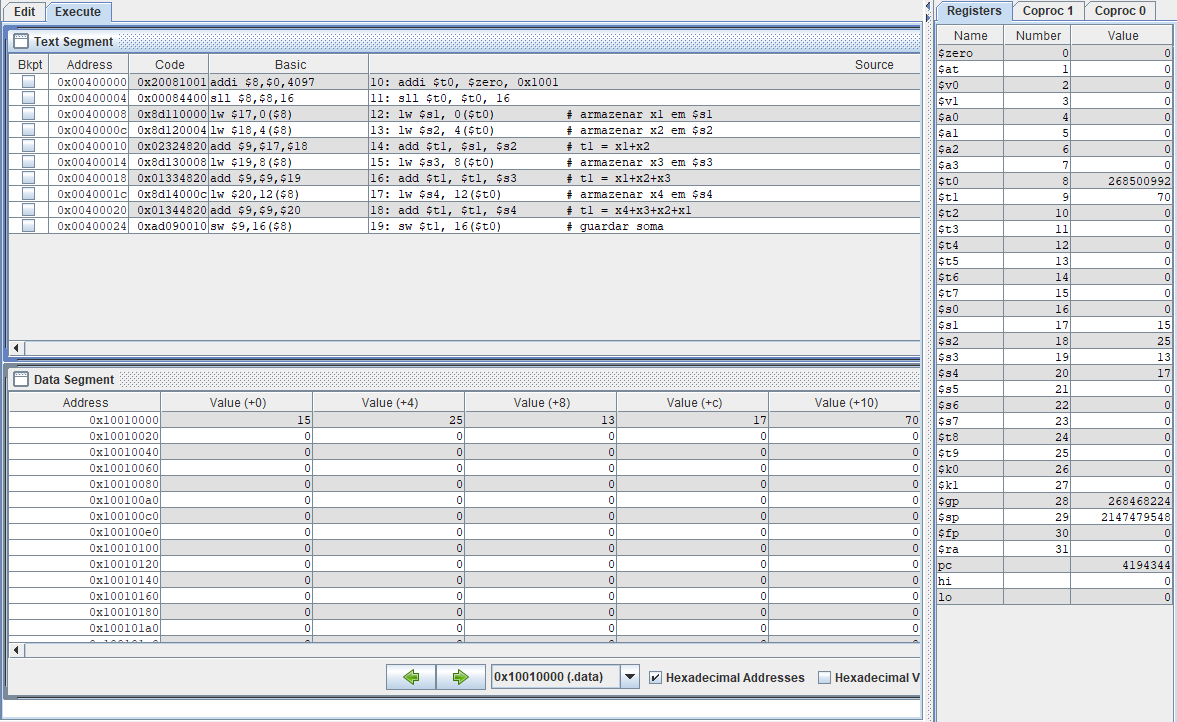 Edit Execute
Text Segment
Bkpt Address Code Basic Source
0x00400000 0x20081001 addi $8,$0,4097 10: addi $t0, $zero, 0x1001
0x00400004 0x00084400 sll $8,$8,16 11: sll $t0, $t0, 16
0x00400008 0x8d110000 lw $17,0($8) 12: lw $s1, 0($t0) # armazenar x1 em $s1
0x0040000c 0x8d120004 lw $18,4($8) 13: lw $s2, 4($t0) # armazenar x2 em $s2
0x00400010 0x02324820 add $9,$17,$18 14: add $t1, $s1, $s2 # t1 = x1+x2
0x00400014 0x8d130008 lw $19,8($8) 15: lw $s3, 8($t0) # armazenar x3 em $s3
0x00400018 0x01334820 add $9,$9,$19 16: add $t1, $t1, $s3 # t1 = x1+x2+x3
0x0040001c 0x8d14000c lw $20,12($8) 17: lw $s4, 12($t0) # armazenar x4 em $s4
0x00400020 0x01344820 add $9,$9,$20 18: add $t1, $t1, $s4 # t1 = x4+x3+x2+x1
0x00400024 0xad090010 sw $9,16($8) 19: sw $t1, 16($t0) # guardar soma
Data Segment
Address Value (+0) Value (+4) Value (+8) Value (+c) Value (+10)
0x10010000 15 25 13 17 70
0x10010020 0 0 0 0 0
0x10010040 0 0 0 0 0
0x10010060 0 0 0 0 0
0x10010080 0 0 0 0 0
0x100100a0 0 0 0 0 0
0x100100c0 0 0 0 0 0
0x100100e0 0 0 0 0 0
0x10010100 0 0 0 0 0
0x10010120 0 0 0 0 0
0x10010140 0 0 0 0 0
0x10010160 0 0 0 0 0
0x10010180 0 0 0 0 0
0x100101a0 0 0 0 0 0
0x10010000 (.data) Hexadecimal Addresses Hexadecimal V
Registers Coproc 1 Coproc 0
Name Number Value
$zero 0 0
$at 1 0
$v0 2 0
$v1 3 0
$a0 4 0
$a1 5 0
$a2 6 0
$a3 7 0
$t0 8 268500992
$t1 9 70
$t2 10 0
$t3 11 0
$t4 12 0
$t5 13 0
$t6 14 0
$t7 15 0
$s0 16 0
$s1 17 15
$s2 18 25
$s3 19 13
$s4 20 17
$s5 21 0
$s6 22 0
$s7 23 0
$t8 24 0
$t9 25 0
$k0 26 0
$k1 27 0
$gp 28 268468224
$sp 29 2147479548
$fp 30 0
$ra 31 0
pc 4194344
hi 0
lo 0